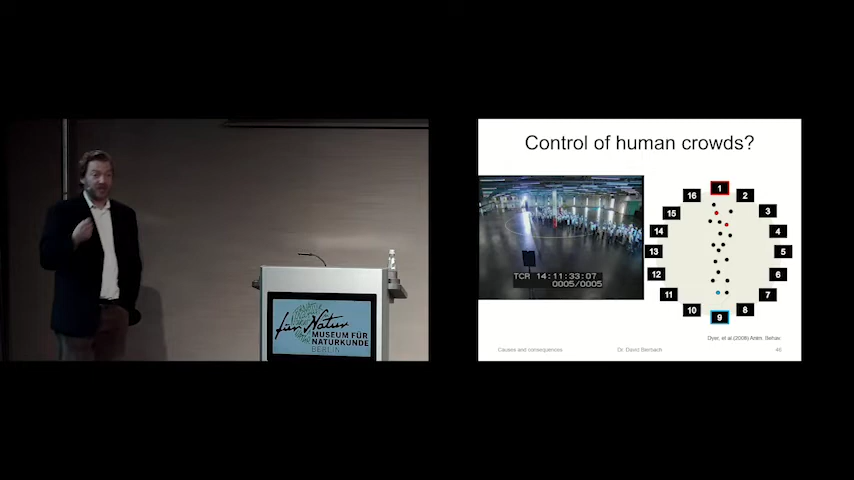 für Natur
MUSEUM FÜR
NATURKUNDE
BERLIN
Control of human crowds?
TCR 14:11:33:07
0005/0005
1
2
3
4
5
6
7
8
9
10
11
12
13
14
15
16
Dyer, et al (2008) Anim. Behav.
Causes and consequences
Dr. David Bierbach
46